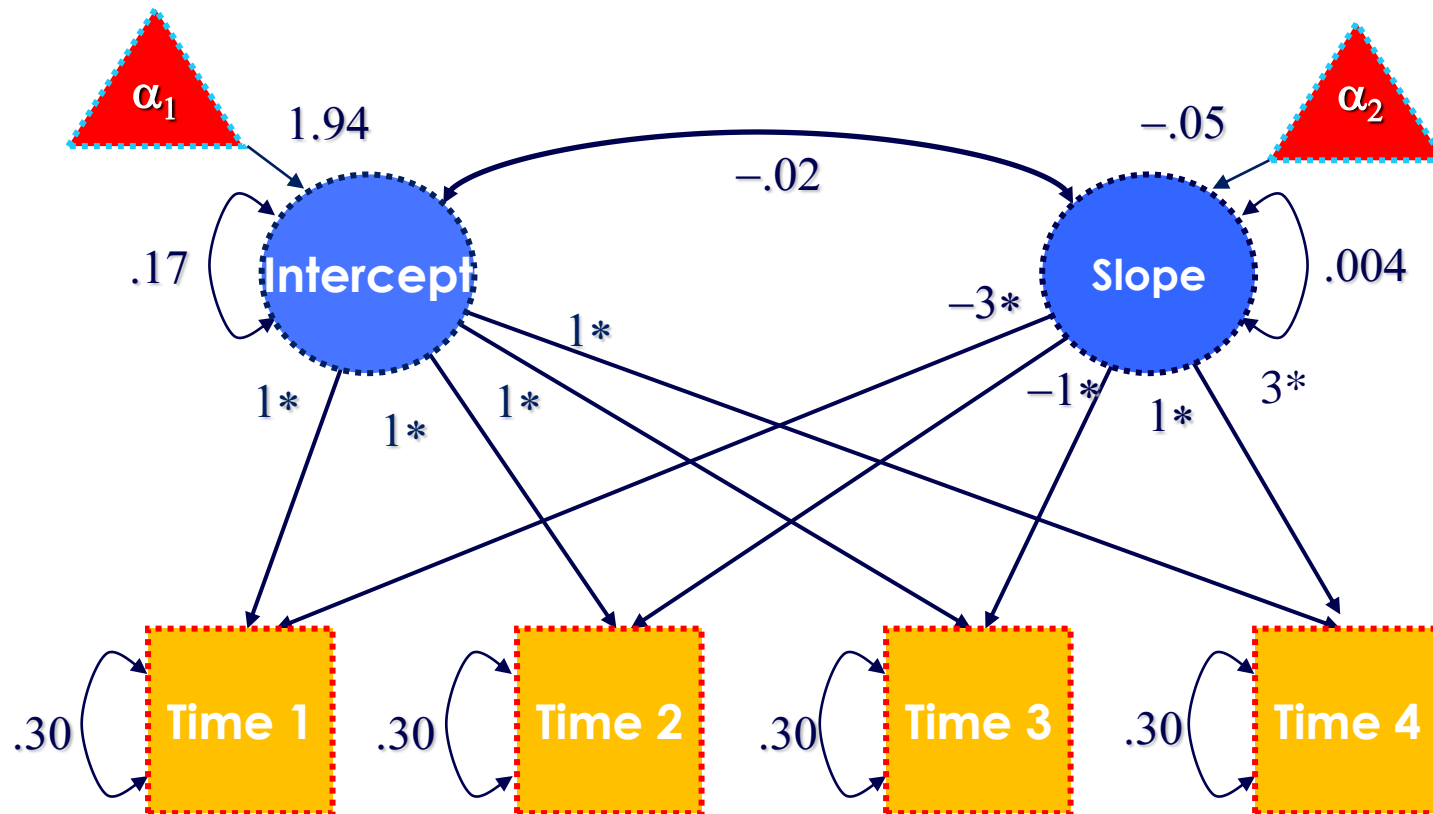 α1
1.94
–.05
α2
–.02
.17
Intercept
Slope
.004
–3*
1*
1*
1*
1*
–1*
1*
3*
.30
Time 1
.30
Time 2
.30
Time 3
.30
Time 4